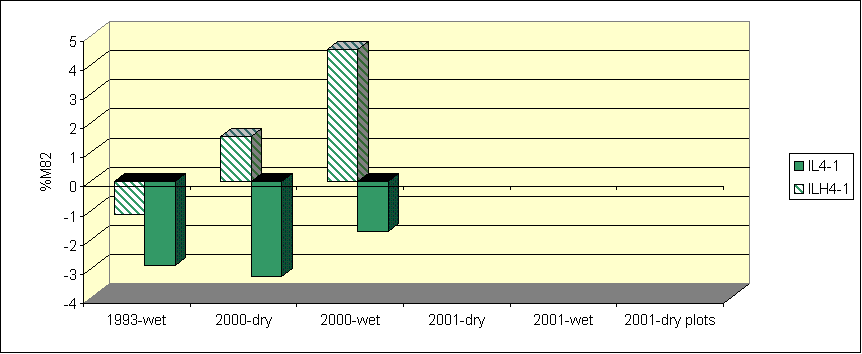 5
4
3
2
1
0
-1
-2
-3
-4
%M82
1993-wet
2000-dry
2000-wet
2001-dry
2001-wet
2001-dry plots
IL4-1
ILH4-1